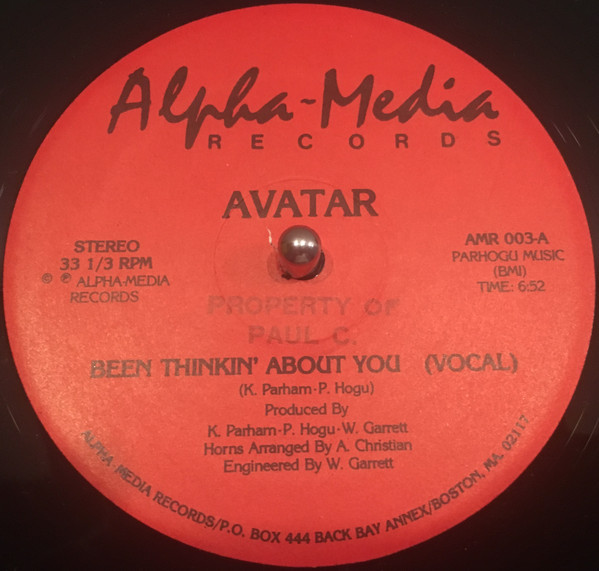 Alpha-Media
RECORDS
AVATAR
STEREO
33 1/3 RPM
© ℗ ALPHA-MEDIA
RECORDS
AMR 003-A
PARHOGU MUSIC
(BMI)
TIME: 6:52
PROPERTY OF
PAUL C.
BEEN THINKIN' ABOUT YOU (VOCAL)
(K. Parham-P. Hogu)
Produced By
K. Parham-P. Hogu-W. Garrett
Horns Arranged By A. Christian
Engineered By W. Garrett
ALPHA MEDIA RECORDS/P.O. BOX 444 BACK BAY ANNEX/BOSTON, MA. 02117